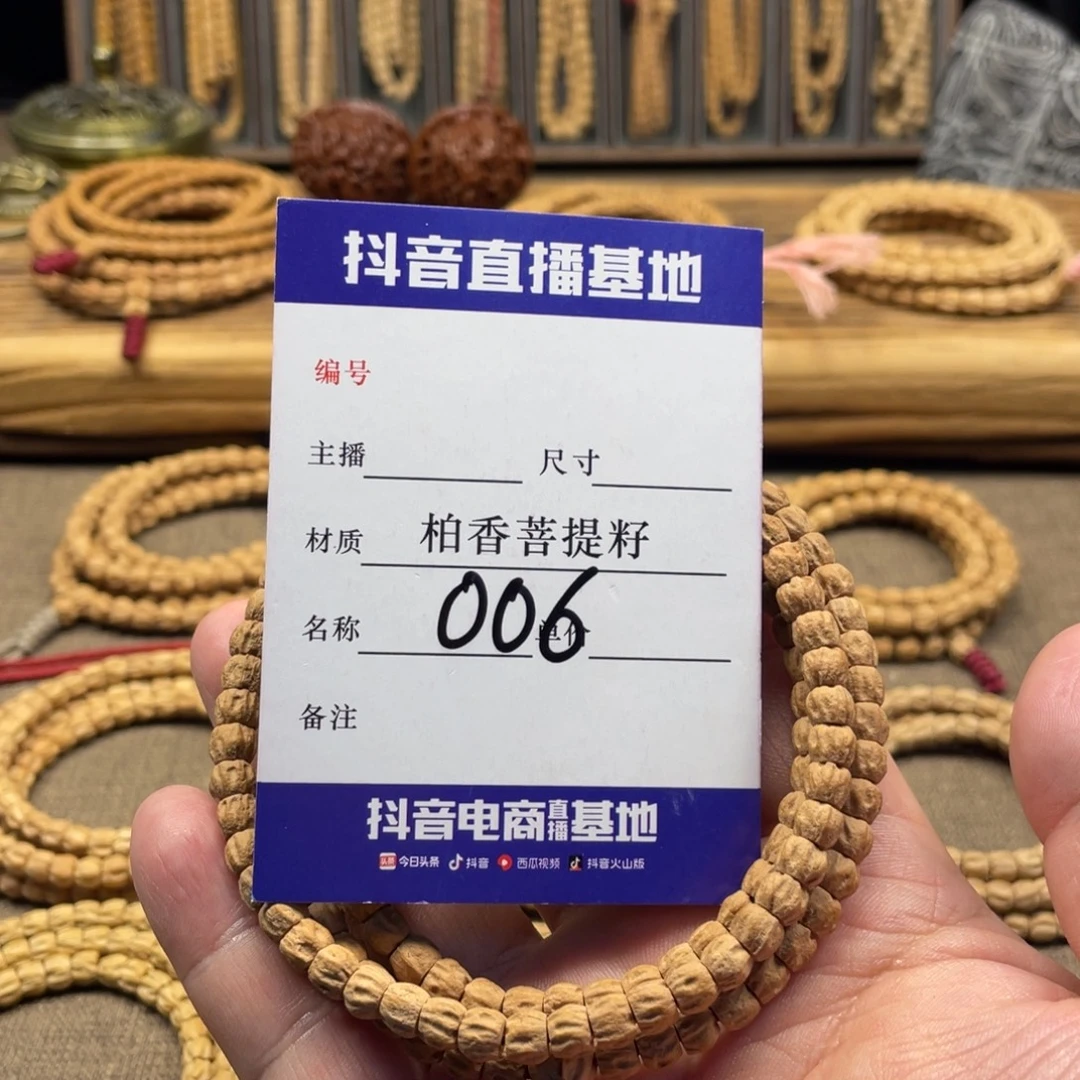 抖音直播基地
编号
主播 尺寸
材质 柏香菩提籽
名称 006 单价
备注
抖音电商直播基地
头条 今日头条 抖音 西瓜视频 抖音火山版